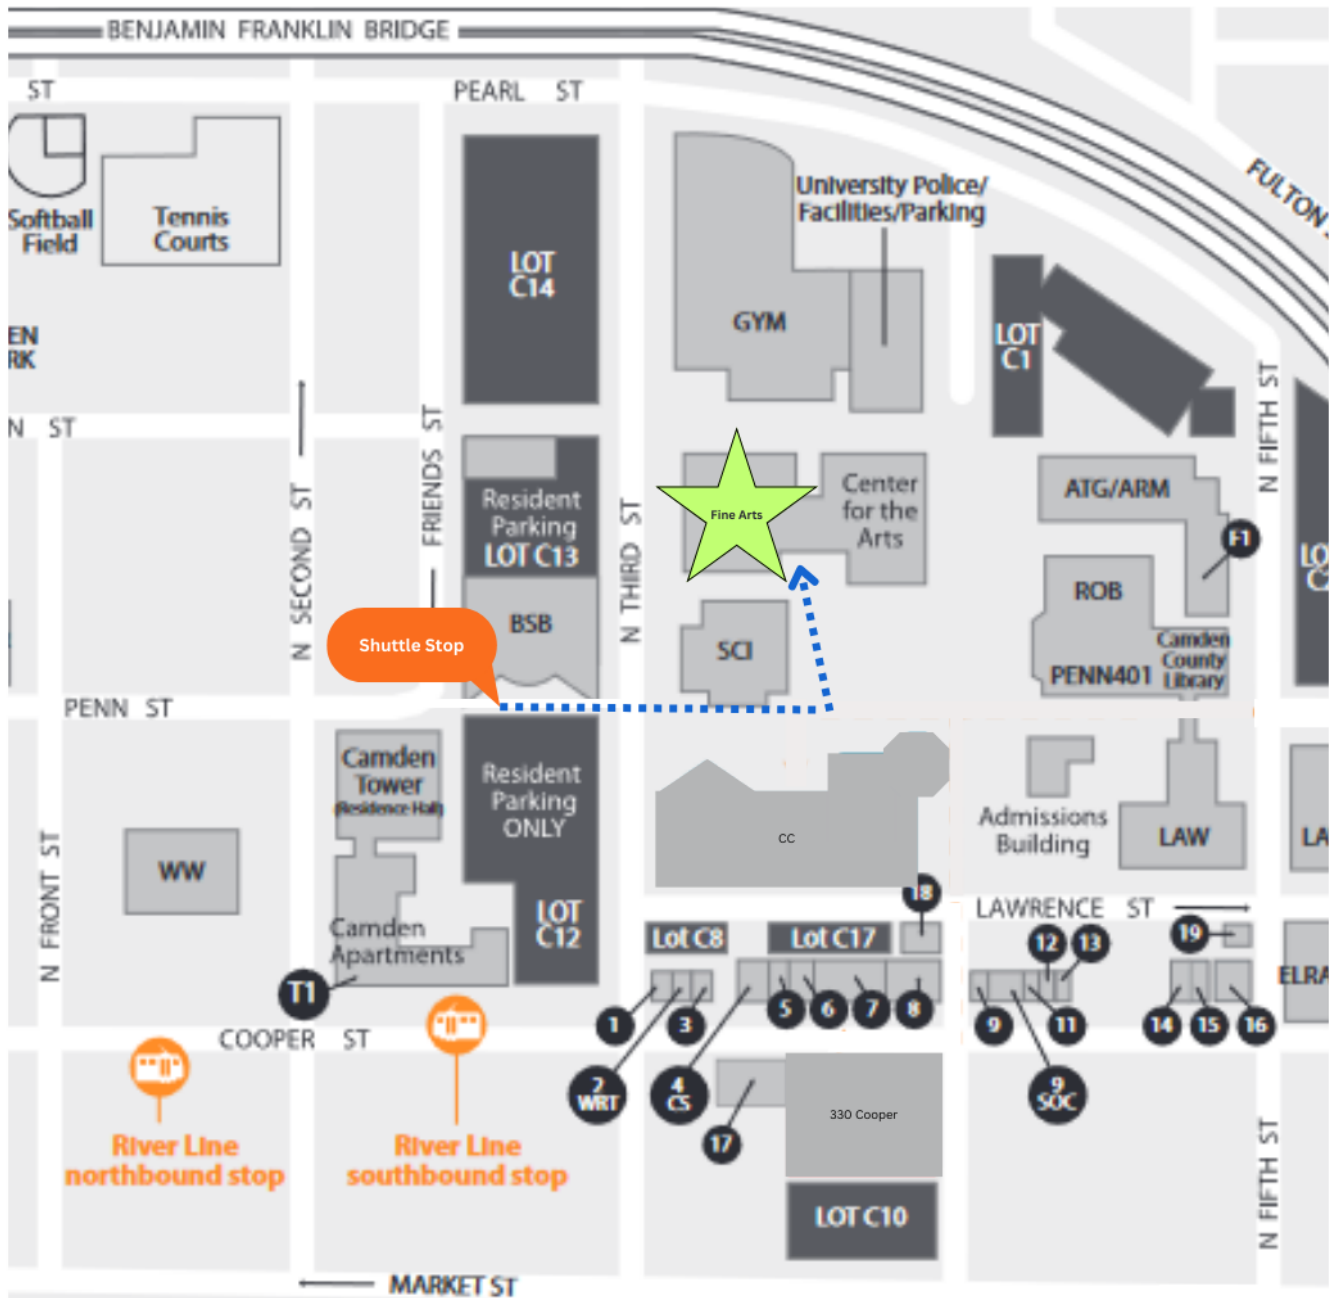 BENJAMIN FRANKLIN BRIDGE
ST
PEARL ST
FULTON
Softball
Field
Tennis
Courts
LOT
C14
University Police/
Facilities/Parking
GYM
LOT
C1
EN
RK
N ST
N SECOND ST
FRIENDS ST
N THIRD ST
N FIFTH ST
Resident
Parking
LOT C13
Fine Arts
Center
for the
Arts
ATG/ARM
F1
LO
C2
BSB
Shuttle Stop
SCI
ROB
PENN401
Camden
County
Library
PENN ST
Camden
Tower
(Residence Hall)
Resident
Parking
ONLY
LOT
C12
CC
Admissions
Building
LAW
LA
WW
N FRONT ST
Camden
Apartments
T1
18
LAWRENCE ST
Lot C8
Lot C17
12
13
19
ELRA
1
3
5
6
7
8
9
11
14
15
16
COOPER ST
2
WRT
4
CS
9
SOC
17
330 Cooper
River Line
northbound stop
River Line
southbound stop
LOT C10
N FIFTH ST
MARKET ST